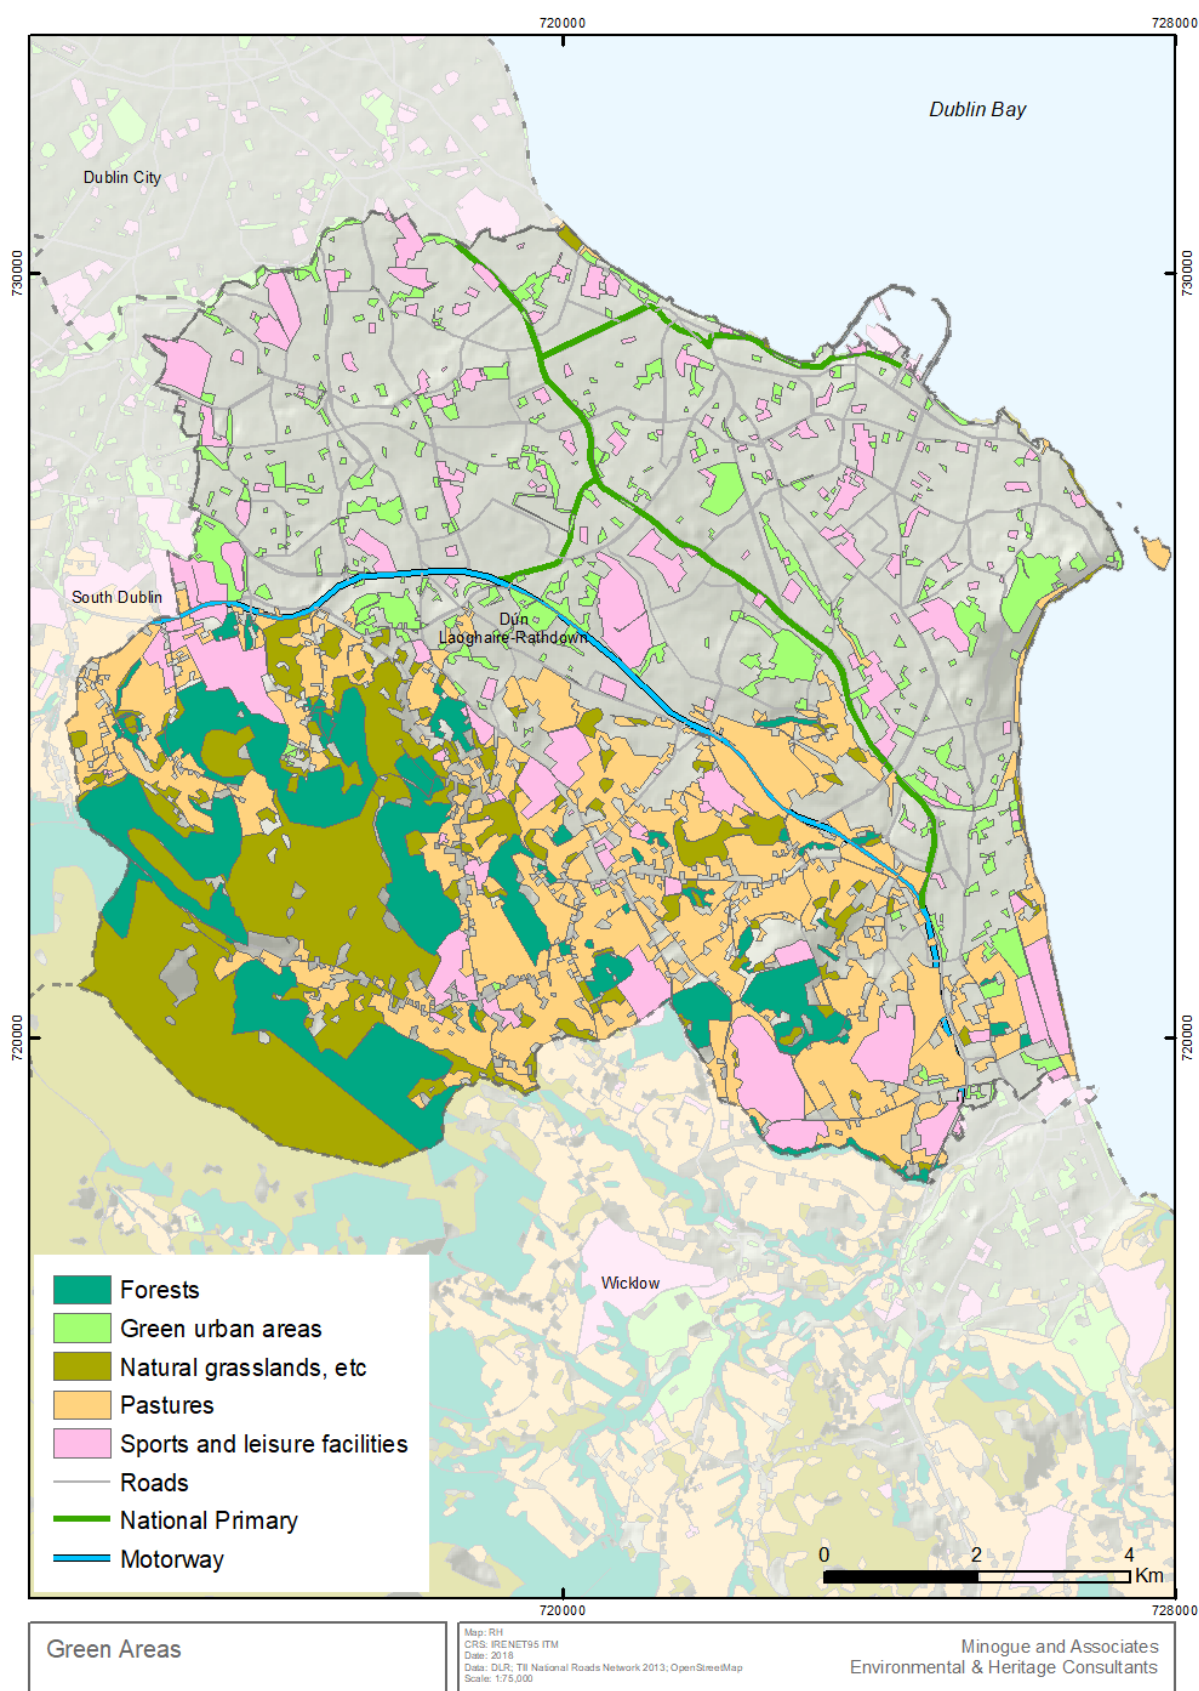 720000
728000
Dublin Bay
Dublin City
730000
730000
South Dublin
Dún
Laoghaire-Rathdown
720000
720000
Wicklow
Forests
Green urban areas
Natural grasslands, etc
Pastures
Sports and leisure facilities
Roads
National Primary
Motorway
0 2 4
Km
720000
728000
Green Areas
Map: RH
CRS: IRENET95 ITM
Date: 2018
Data: DLR; TII National Roads Network 2013; OpenStreetMap
Scale: 1:75,000
Minogue and Associates
Environmental & Heritage Consultants